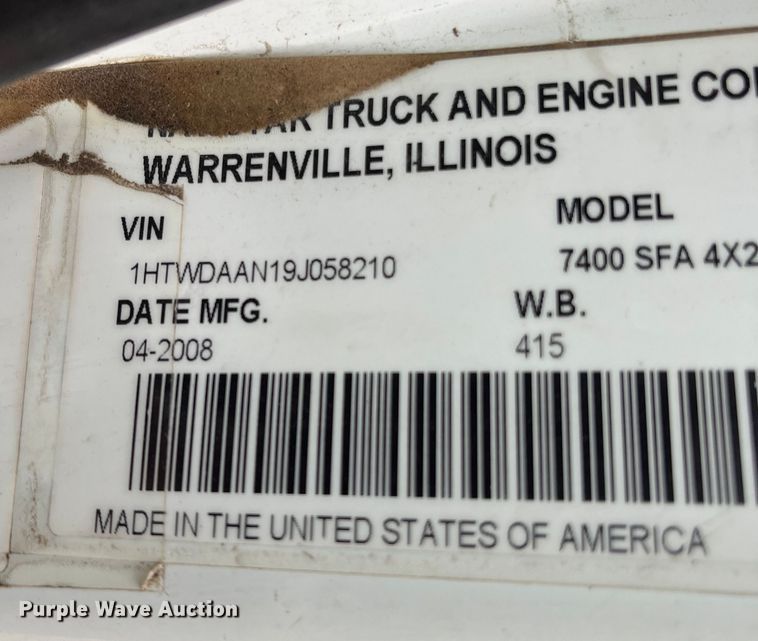 TRUCK AND ENGINE
WARRENVILLE, ILLINOIS
VIN
1HTWDAAN19J058210
MODEL
7400 SFA 4X2
DATE MFG.
04-2008
W.B.
415
MADE IN THE UNITED STATES OF AMERICA
Purple Wave Auction